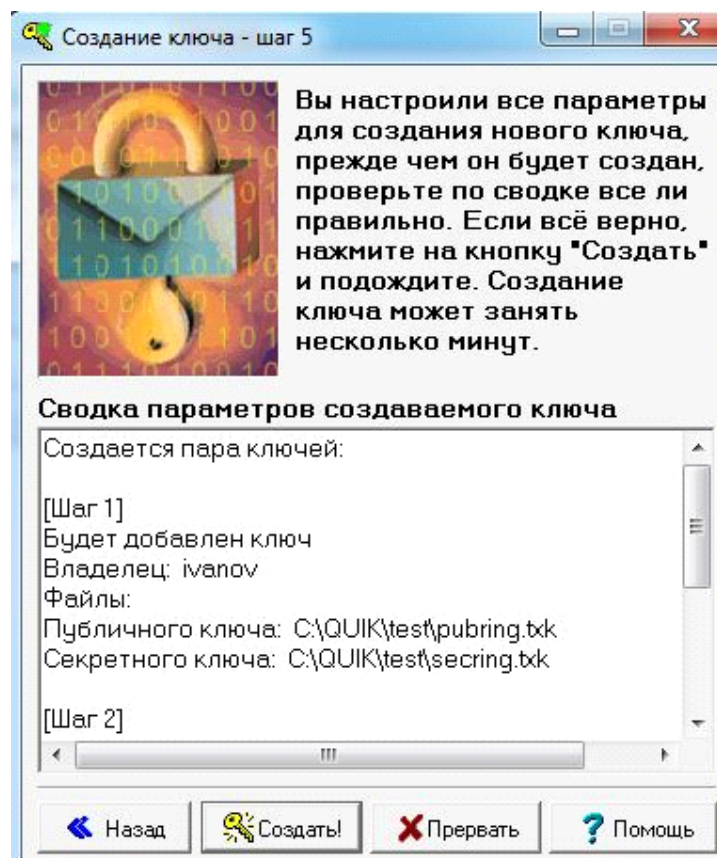 Создание ключа - шаг 5
Вы настроили все параметры
для создания нового ключа,
прежде чем он будет создан,
проверьте по сводке все ли
правильно. Если всё верно,
нажмите на кнопку "Создать"
и подождите. Создание
ключа может занять
несколько минут.
Сводка параметров создаваемого ключа
Создается пара ключей:
[Шаг 1]
Будет добавлен ключ
Владелец: ivanov
Файлы:
Публичного ключа: C:\QUIK\test\pubring.txk
Секретного ключа: C:\QUIK\test\secring.txk
[Шаг 2]
Назад
Создать!
Прервать
Помощь